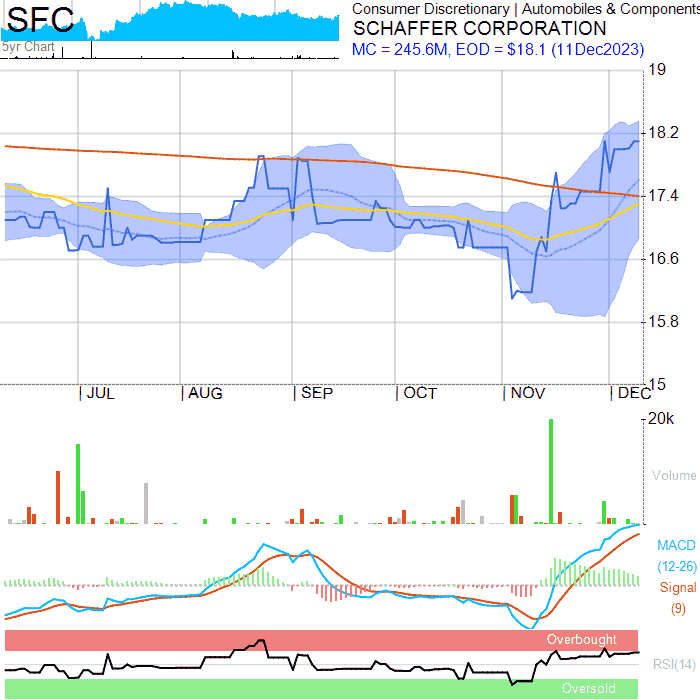 SFC
5yr Chart
Consumer Discretionary | Automobiles & Components
SCHAFFER CORPORATION
MC = 245.6M, EOD = $18.1 (11Dec2023)
19
18.2
17.4
16.6
15.8
15
JUL AUG SEP OCT NOV DEC
20k
Volume
MACD
(12-26)
Signal
(9)
Overbought
RSI(14)
Oversold